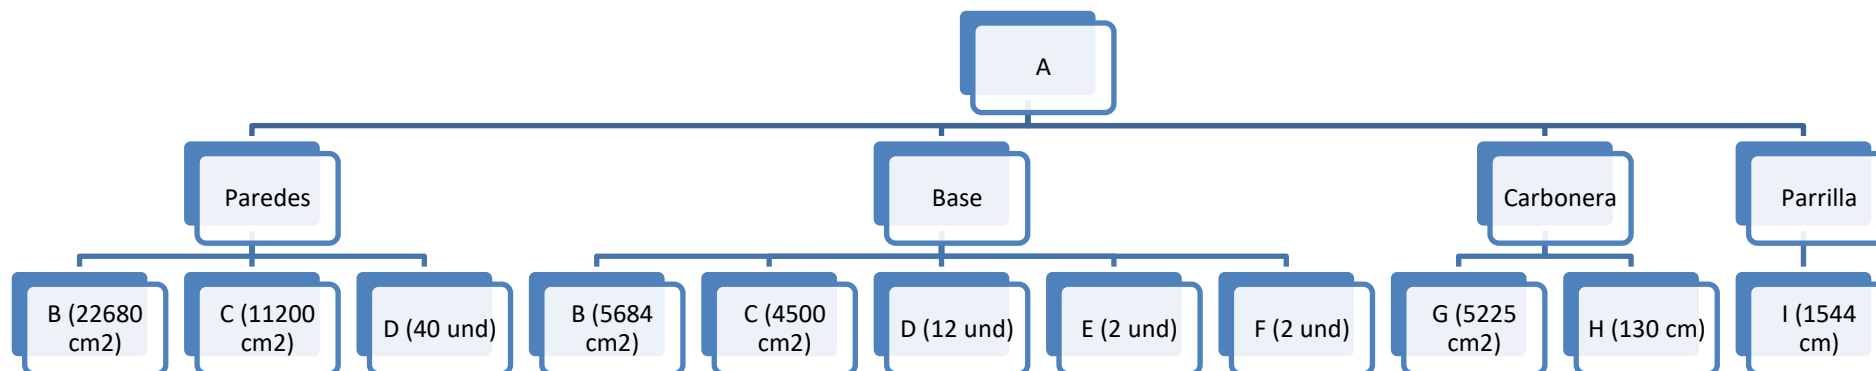 A
Paredes
Base
Carbonera
Parrilla
B (22680
cm2)
C (11200
cm2)
D (40 und)
B (5684
cm2)
C (4500
cm2)
D (12 und)
E (2 und)
F (2 und)
G (5225
cm2)
H (130 cm)
I (1544
cm)